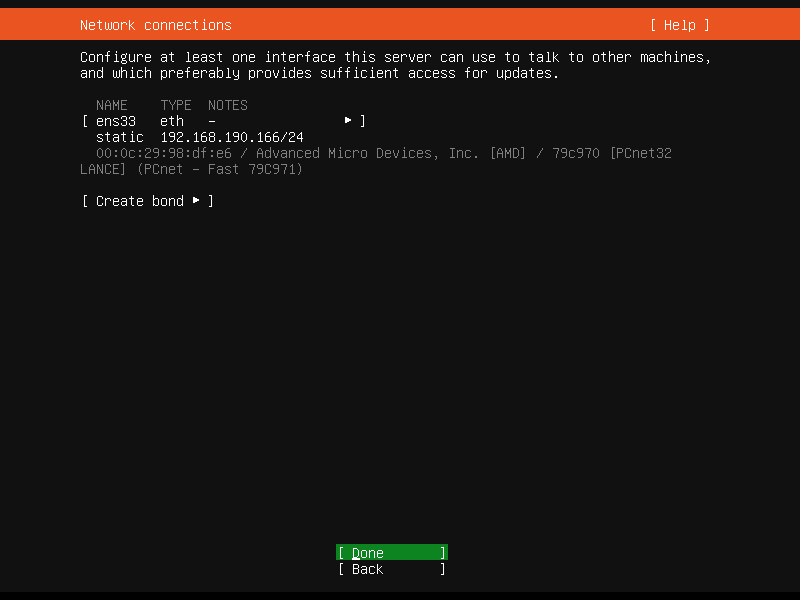 Network connections [ Help ]
Configure at least one interface this server can use to talk to other machines,
and which preferably provides sufficient access for updates.
NAME TYPE NOTES
[ ens33 eth – ▸ ]
static 192.168.190.166/24
00:0c:29:98:df:e6 / Advanced Micro Devices, Inc. [AMD] / 79c970 [PCnet32
LANCE] (PCnet – Fast 79C971)
[ Create bond ▸ ]
[ Done ]
[ Back ]